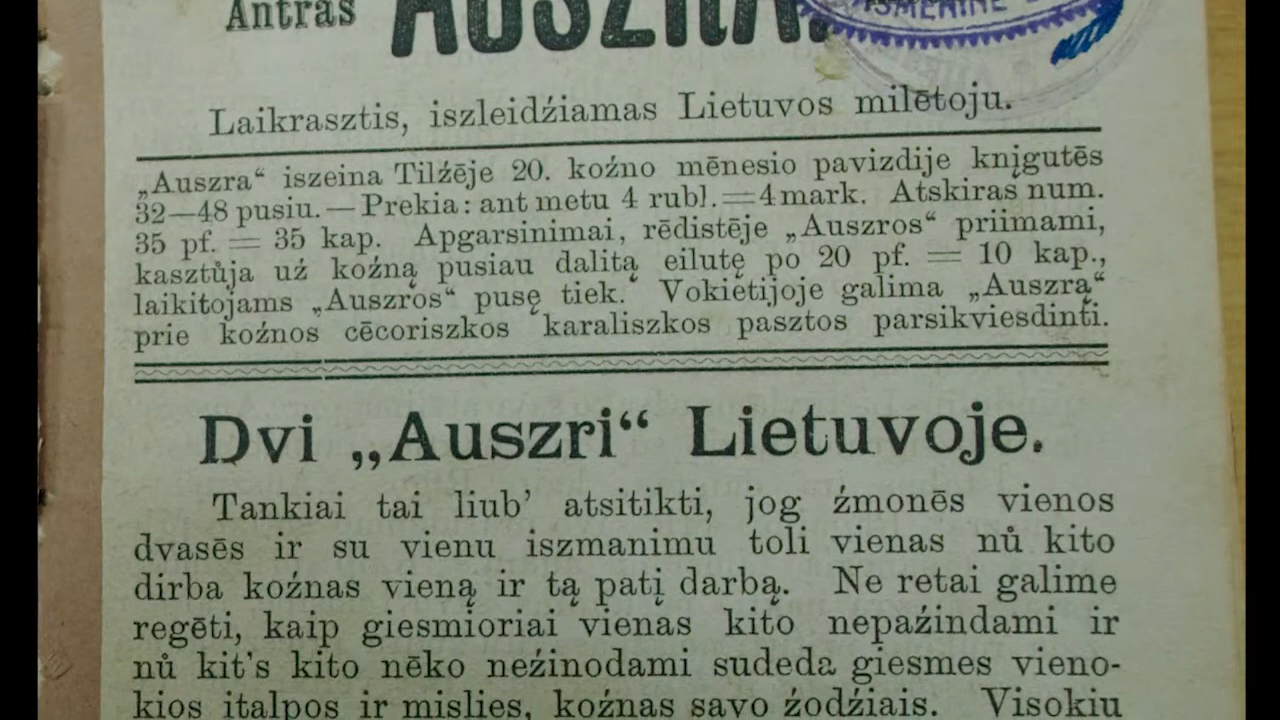 Antras AUSZRA.
Laikrasztis, iszleidźiamas Lietuvos milētoju.
„Auszra“ iszeina Tilźēje 20. koźno mēnesio pavizdije knįgutēs
32—48 pusiu. — Prekia: ant metu 4 rubl. = 4 mark. Atskiras num.
35 pf. = 35 kap. Apgarsinimai, rēdistēje „Auszros“ priimami,
kasztůja uź koźną pusiau dalitą eilutę po 20 pf. = 10 kap.,
laikitojams „Auszros“ pusę tiek. Vokietijoje galima „Auszrą“
prie koźnos cēcoriszkos karaliszkos pasztos parsikviesdinti.
Dvi „Auszri“ Lietuvoje.
Tankiai tai liub’ atsitikti, jog źmonēs vienos
dvasēs ir su vienu iszmanimu toli vienas nů kito
dirba koźnas vieną ir tą patį darbą. Ne retai galime
regēti, kaip giesmioriai vienas kito nepaźindami ir
nů kit’s kito nēko neźinodami sudeda giesmes vieno-
kios italpos ir mislies, koźnas savo źodźiais. Visokiu